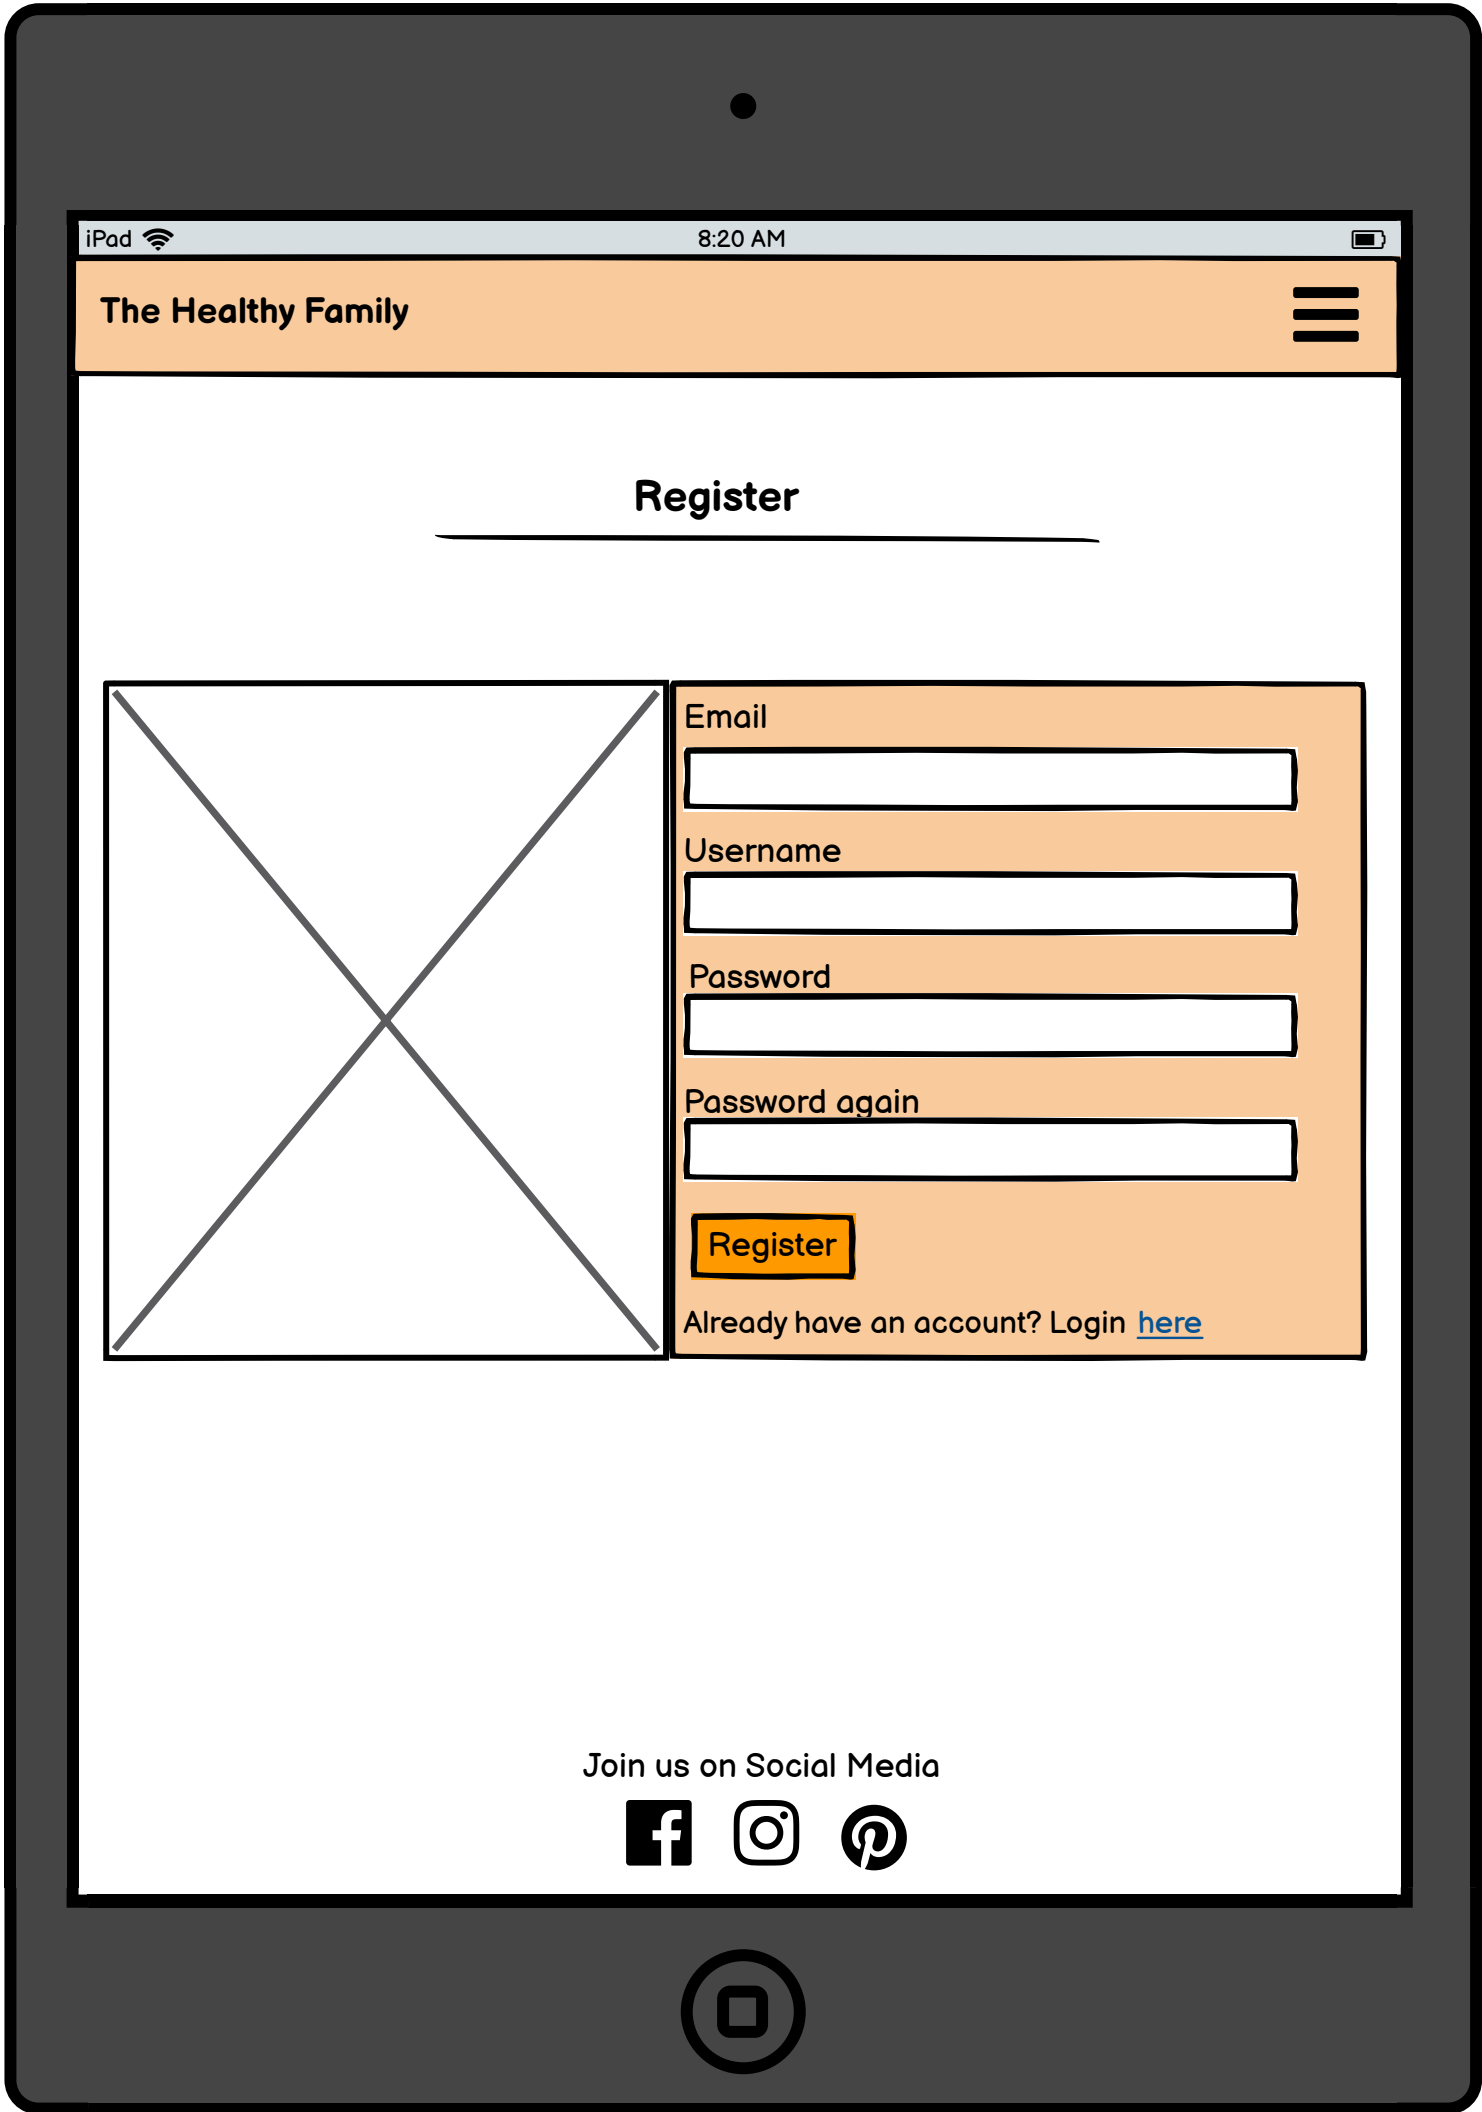 iPad
8:20 AM
The Healthy Family
Register
Email
Username
Password
Password again
Register
Already have an account? Login here
Join us on Social Media